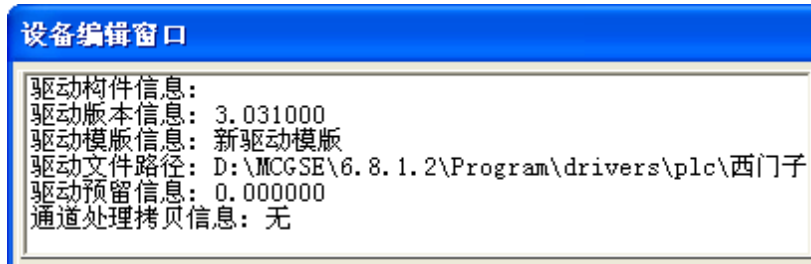 设备编辑窗口
驱动构件信息：
驱动版本信息：3.031000
驱动模版信息：新驱动模版
驱动文件路径：D:\MCGSE\6.8.1.2\Program\drivers\plc\西门子
驱动预留信息：0.000000
通道处理拷贝信息：无